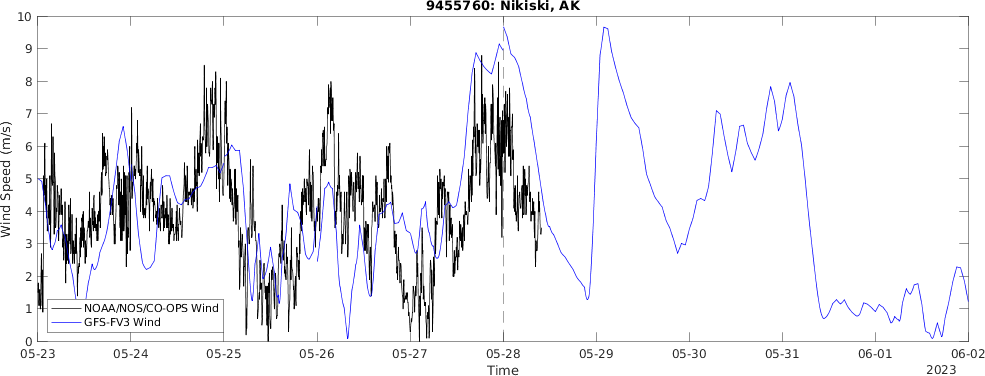 9455760: Nikiski, AK
Wind Speed (m/s)
10
9
8
7
6
5
4
3
2
1
0
NOAA/NOS/CO-OPS Wind
GFS-FV3 Wind
05-23 05-24 05-25 05-26 05-27 05-28 05-29 05-30 05-31 06-01 06-02
Time
2023